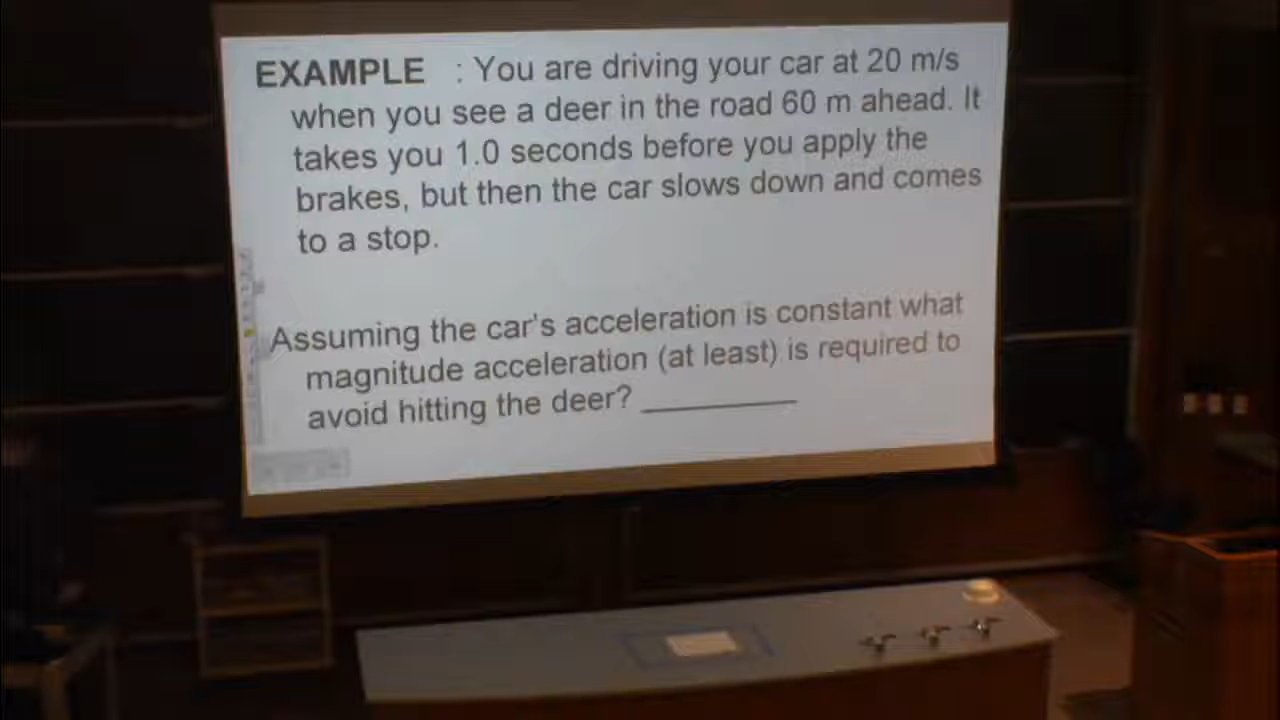 EXAMPLE : You are driving your car at 20 m/s
when you see a deer in the road 60 m ahead. It
takes you 1.0 seconds before you apply the
brakes, but then the car slows down and comes
to a stop.
Assuming the car's acceleration is constant what
magnitude acceleration (at least) is required to
avoid hitting the deer? __________